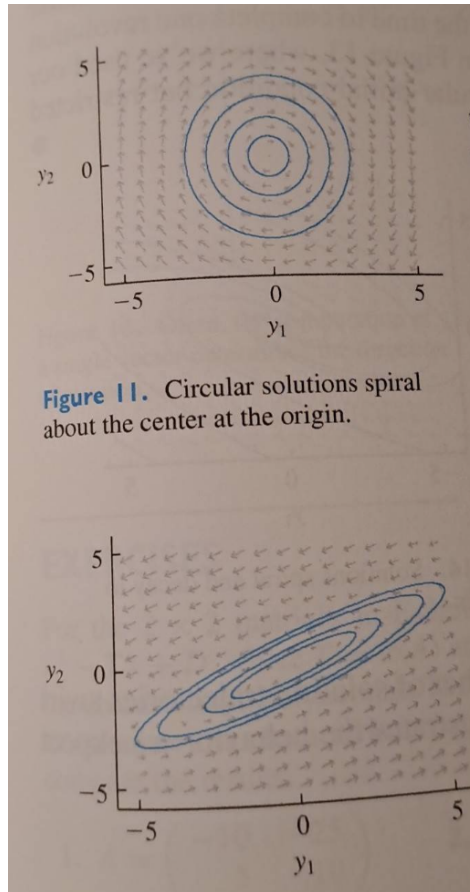 5
y₂ 0
−5
−5 0 5
y₁
Figure 11. Circular solutions spiral
about the center at the origin.
5
y₂ 0
−5
−5 0 5
y₁